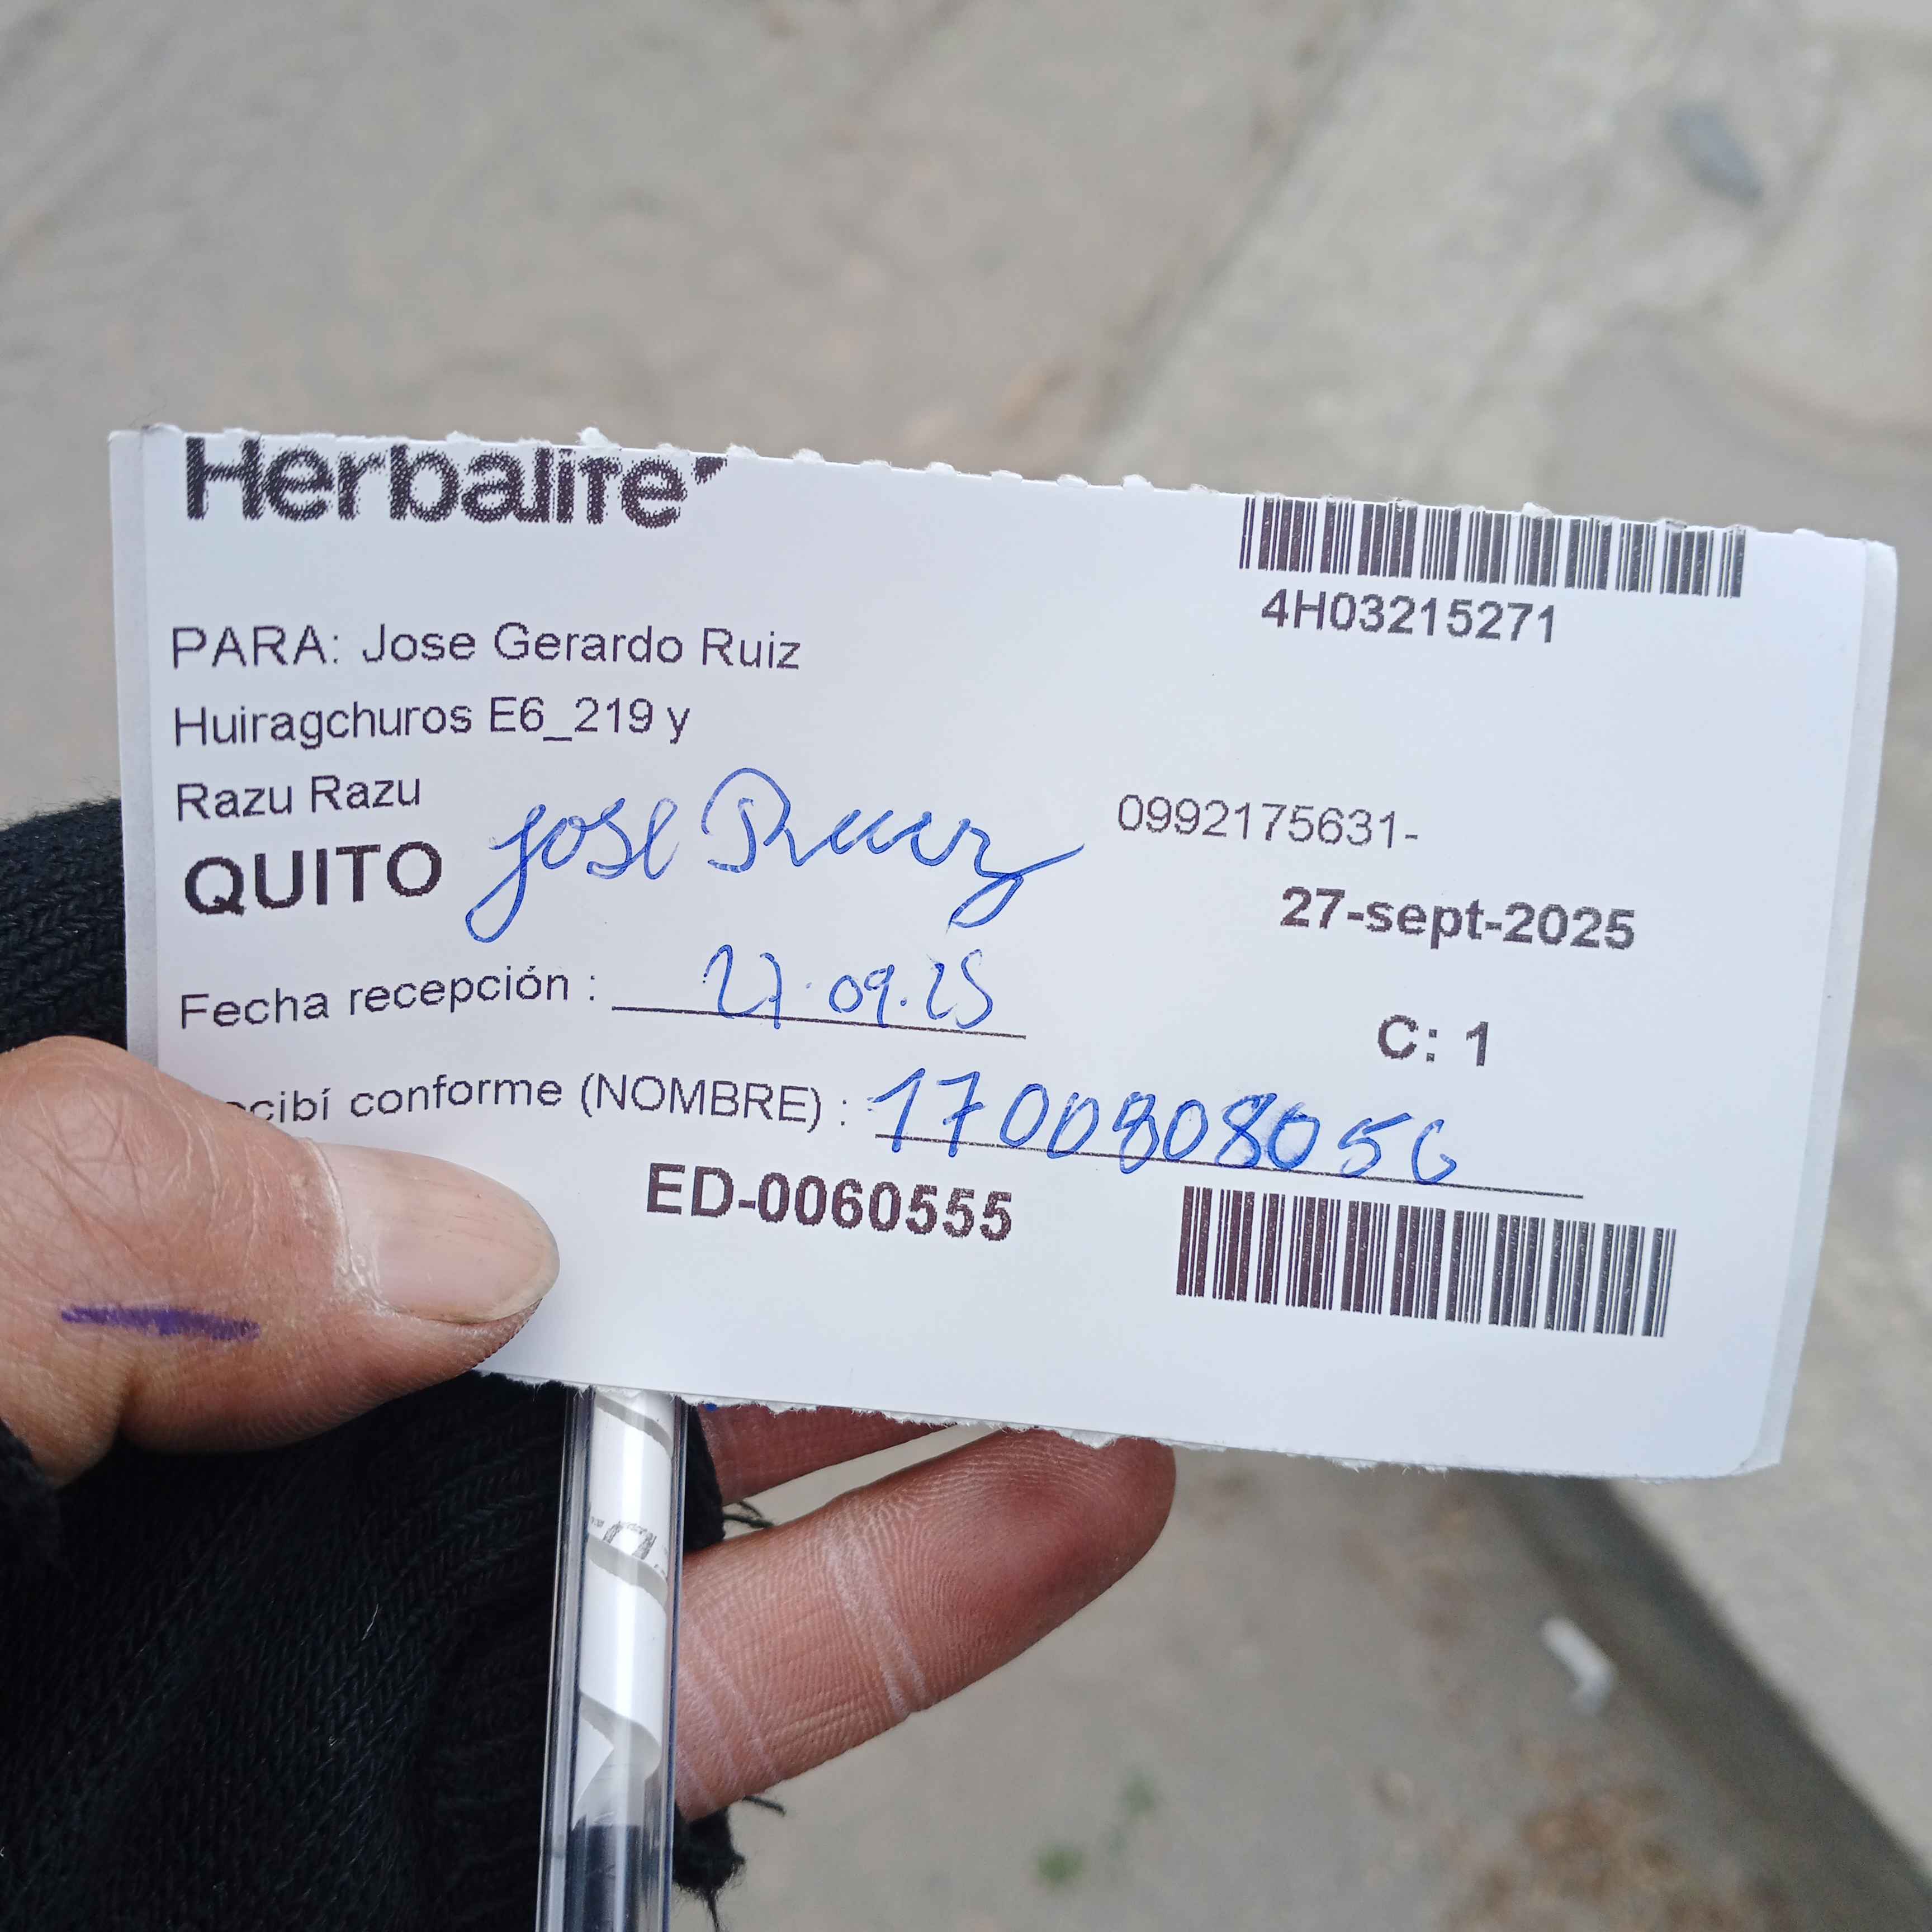 Herbalife
4H03215271
PARA: Jose Gerardo Ruiz
Huiragchuros E6_219 y
Razu Razu
0992175631-
QUITO Jose Ruiz
27-sept-2025
Fecha recepción : 27.09.25
C: 1
ecibí conforme (NOMBRE) : 1700808056
ED-0060555